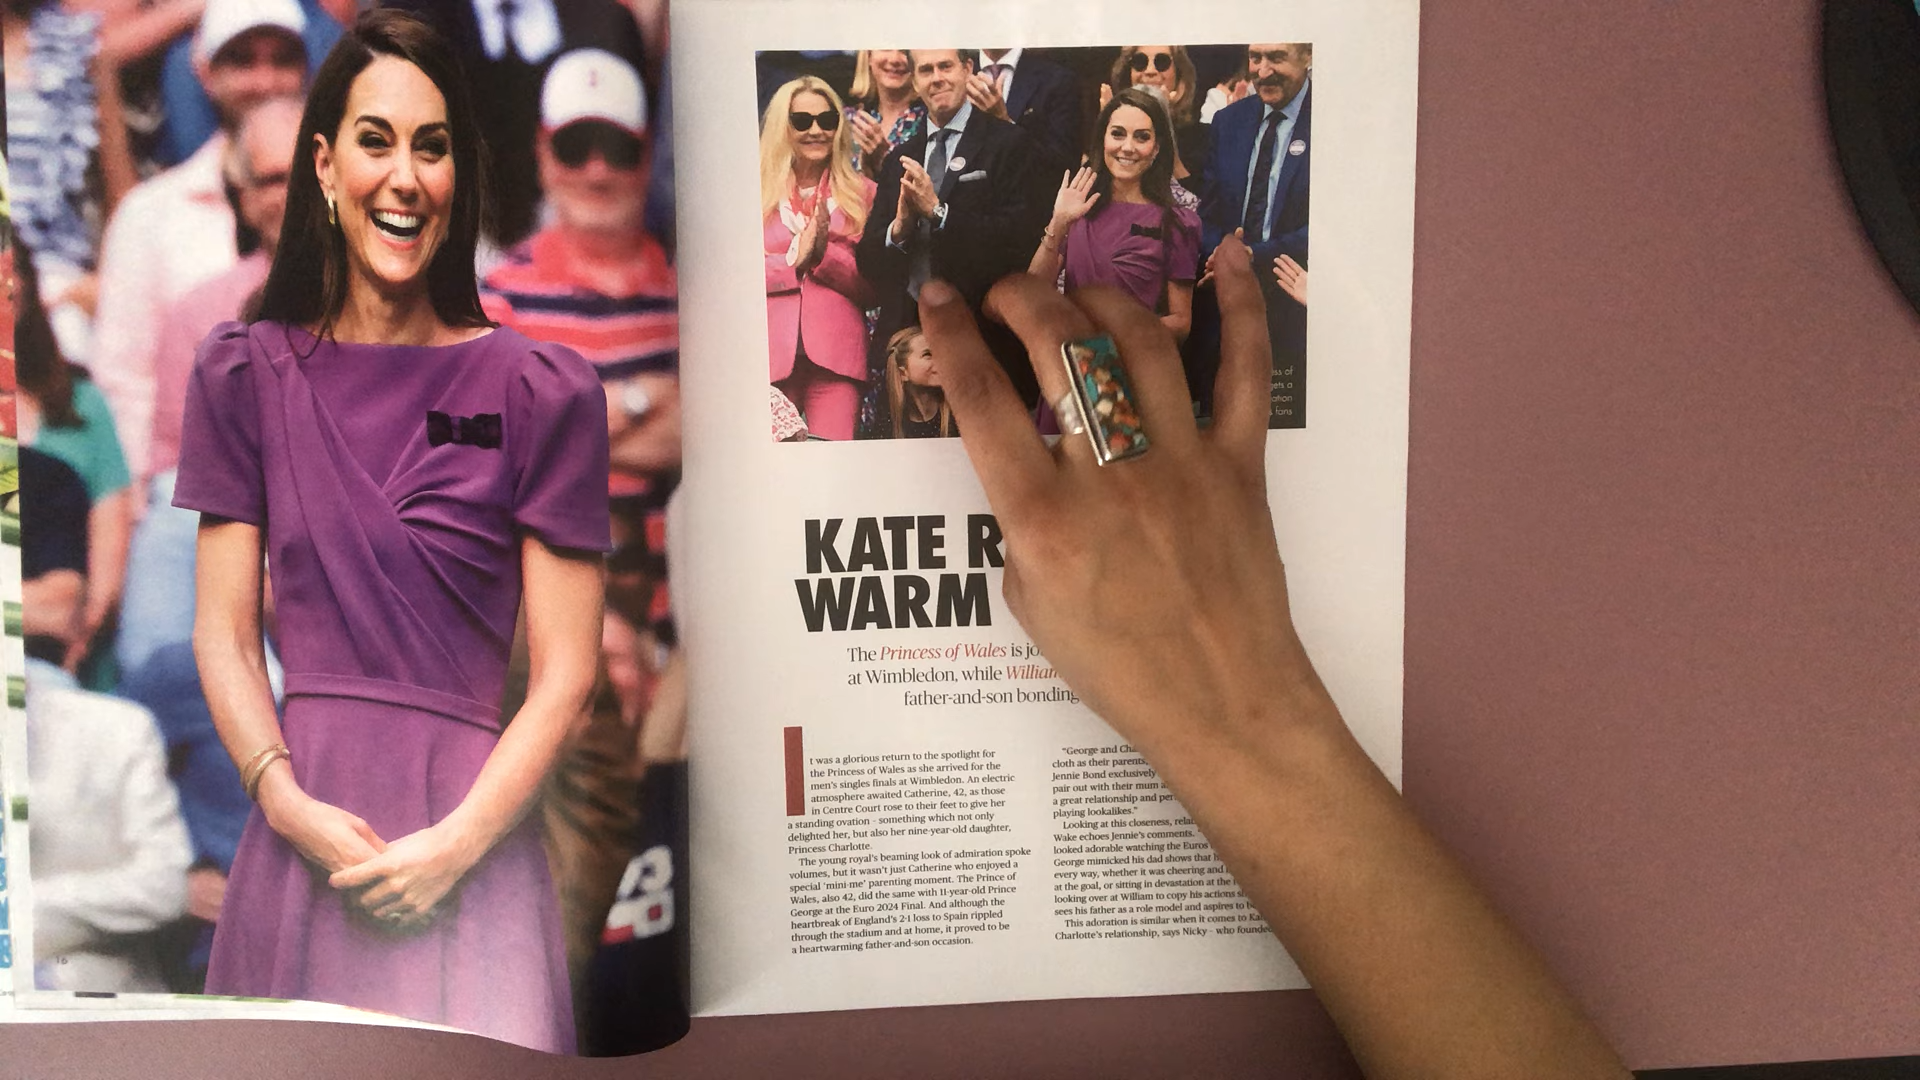 ss of
gets a
ation
fans
KATE R
WARM
The Princess of Wales is jo
at Wimbledon, while William
father-and-son bonding
It was a glorious return to the spotlight for
the Princess of Wales as she arrived for the
men's singles finals at Wimbledon. An electric
atmosphere awaited Catherine, 42, as those
in Centre Court rose to their feet to give her
a standing ovation - something which not only
delighted her, but also her nine-year-old daughter,
Princess Charlotte.
The young royal's beaming look of admiration spoke
volumes, but it wasn't just Catherine who enjoyed a
special 'mini-me' parenting moment. The Prince of
Wales, also 42, did the same with 11-year-old Prince
George at the Euro 2024 Final. And although the
heartbreak of England's 2-1 loss to Spain rippled
through the stadium and at home, it proved to be
a heartwarming father-and-son occasion.
"George and Cha
cloth as their parents,
Jennie Bond exclusively
pair out with their mum a
a great relationship and per
playing lookalikes."
Looking at this closeness, rela
Wake echoes Jennie's comments.
looked adorable watching the Euros
George mimicked his dad shows that h
every way, whether it was cheering and
at the goal, or sitting in devastation at the
looking over at William to copy his actions s
sees his father as a role model and aspires to b
This adoration is similar when it comes to Ka
Charlotte's relationship, says Nicky - who founde
16